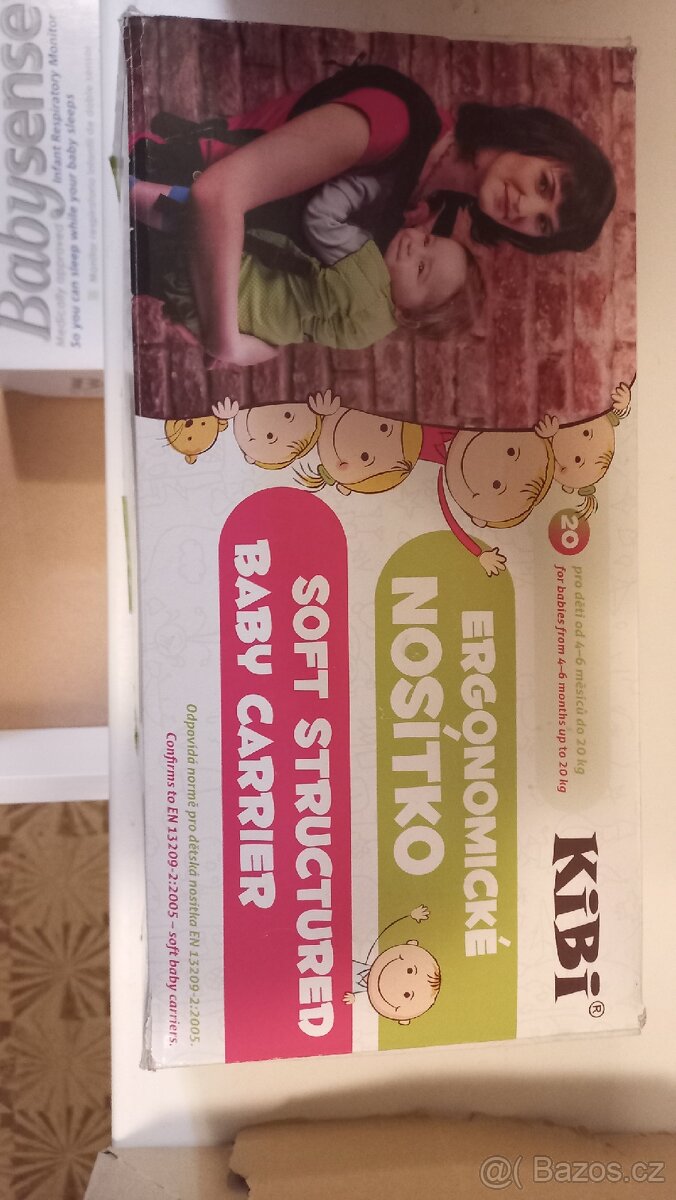 KiBi®
20
pro děti od 4–6 měsíců do 20 kg
for babies from 4–6 months up to 20 kg
ERGONOMICKÉ
NOSÍTKO
SOFT STRUCTURED
BABY CARRIER
Odpovídá normě pro dětská nosítka EN 13209-2:2005.
Confirms to EN 13209-2:2005 – soft baby carriers.
Babysense
Medically approved Infant Respiratory Monitor
So you can sleep while your baby sleeps
@( Bazos.cz